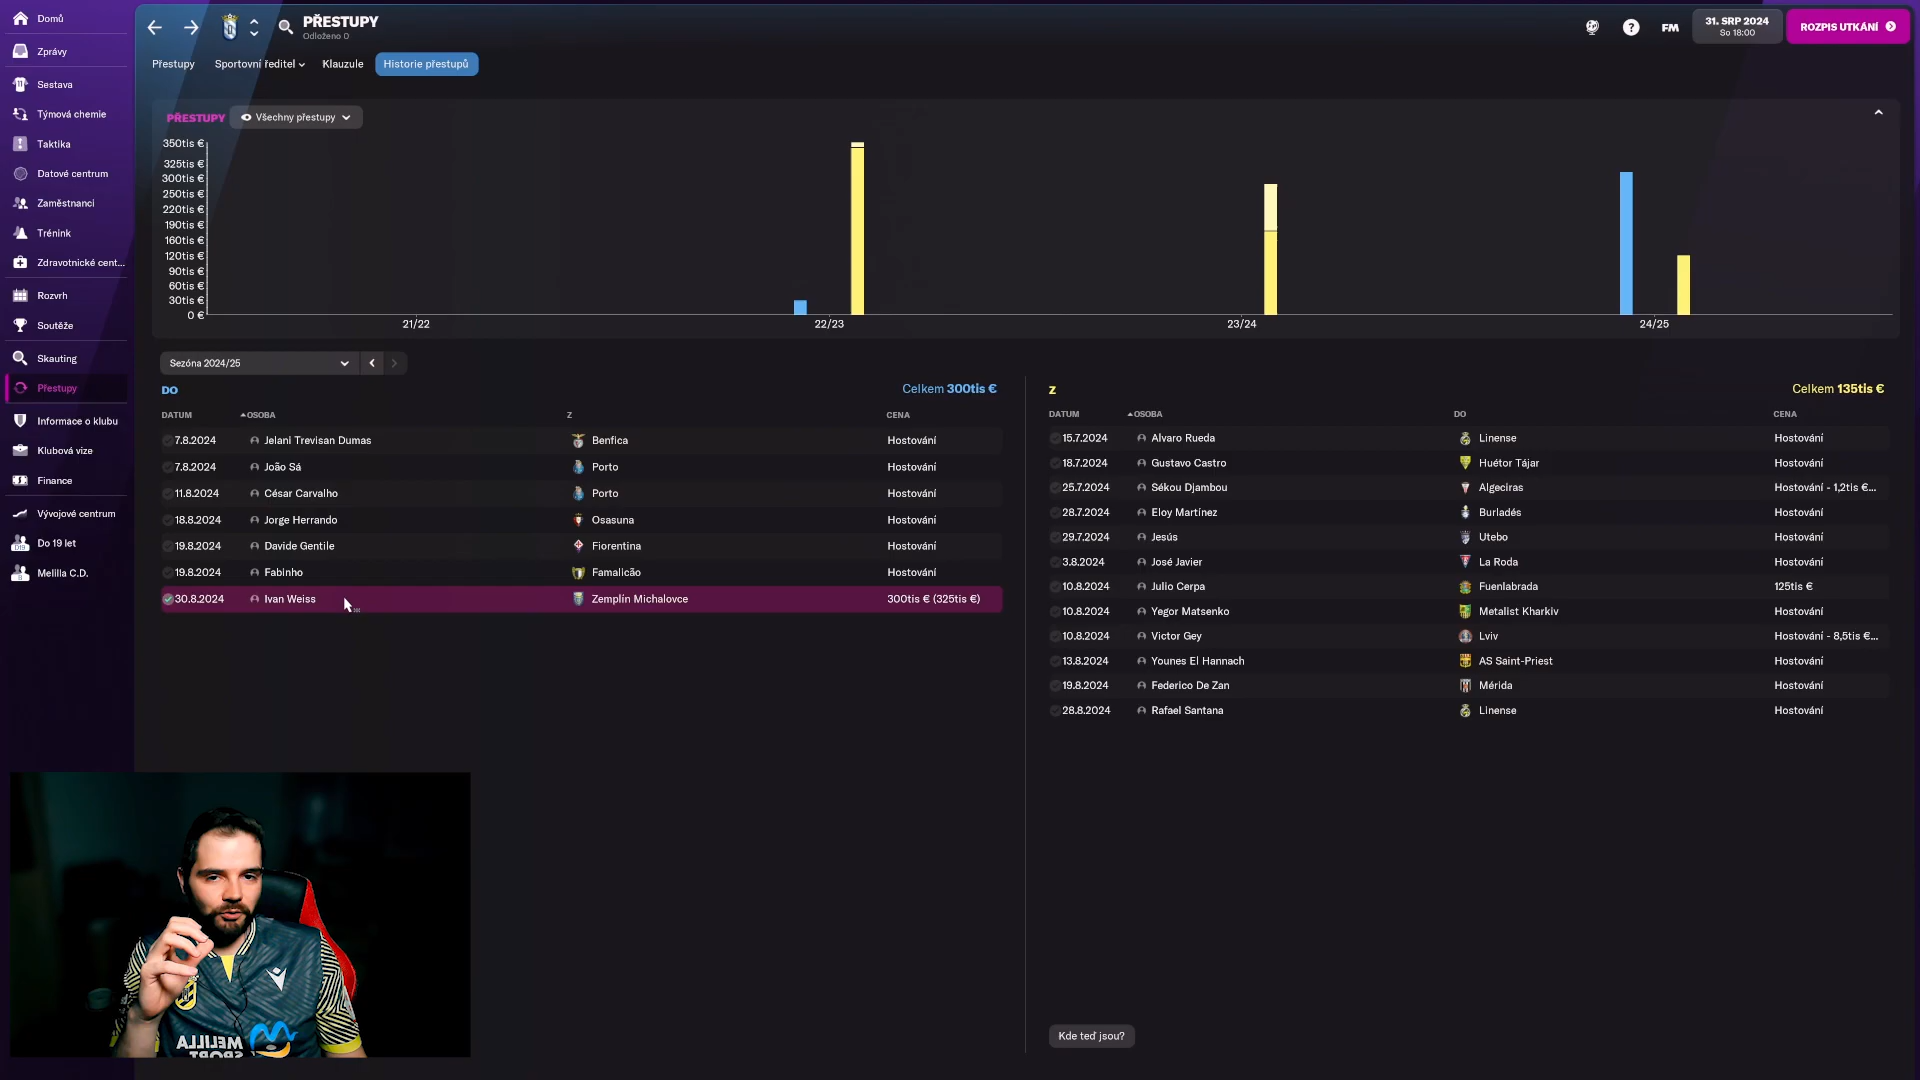 Domů
Zprávy
Sestava
Týmová chemie
Taktika
Datové centrum
Zaměstnanci
Trénink
Zdravotnické cent...
Rozvrh
Soutěže
Skauting
Přestupy
Informace o klubu
Klubová vize
Finance
Vývojové centrum
Do 19 let
Melilla C.D.
PŘESTUPY
Odloženo 0
FM
31. SRP 2024
So 18:00
ROZPIS UTKÁNÍ
Přestupy
Sportovní ředitel
Klauzule
Historie přestupů
PŘESTUPY
Všechny přestupy
350tis €
325tis €
300tis €
250tis €
220tis €
190tis €
160tis €
120tis €
90tis €
60tis €
30tis €
0 €
21/22 22/23 23/24 24/25
Sezóna 2024/25
DO Celkem 300tis €
DATUM OSOBA Z CENA
7.8.2024 Jelani Trevisan Dumas Benfica Hostování
7.8.2024 João Sá Porto Hostování
11.8.2024 César Carvalho Porto Hostování
18.8.2024 Jorge Herrando Osasuna Hostování
19.8.2024 Davide Gentile Fiorentina Hostování
19.8.2024 Fabinho Famalicão Hostování
30.8.2024 Ivan Weiss Zemplín Michalovce 300tis € (325tis €)
Z Celkem 135tis €
DATUM OSOBA DO CENA
15.7.2024 Alvaro Rueda Linense Hostování
18.7.2024 Gustavo Castro Huétor Tájar Hostování
25.7.2024 Sékou Djambou Algeciras Hostování - 1,2tis €...
28.7.2024 Eloy Martínez Burladés Hostování
29.7.2024 Jesús Utebo Hostování
3.8.2024 José Javier La Roda Hostování
10.8.2024 Julio Cerpa Fuenlabrada 125tis €
10.8.2024 Yegor Matsenko Metalist Kharkiv Hostování
10.8.2024 Victor Gey Lviv Hostování - 8,5tis €...
13.8.2024 Younes El Hannach AS Saint-Priest Hostování
19.8.2024 Federico De Zan Mérida Hostování
28.8.2024 Rafael Santana Linense Hostování
Kde teď jsou?
MELILLA
SPORT